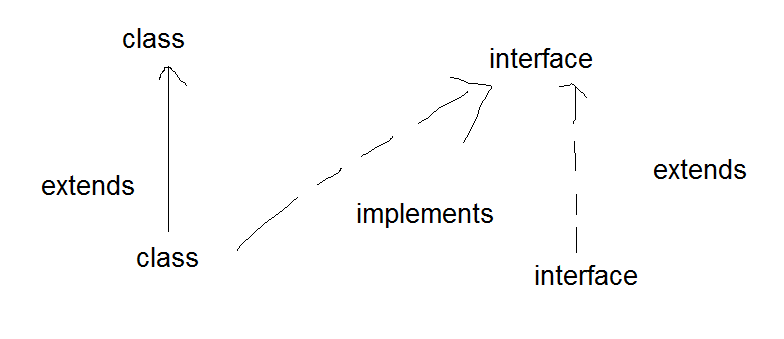 class
interface
extends
extends
implements
class
interface